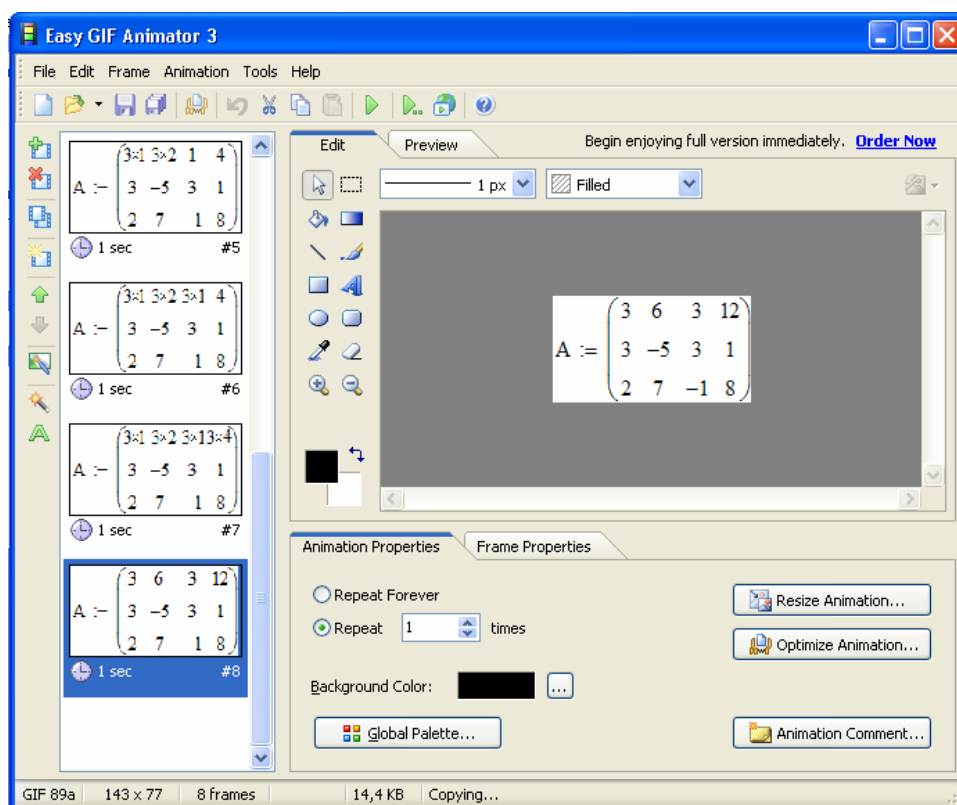 Easy GIF Animator 3
File Edit Frame Animation Tools Help
A := 3×1 3×2 1 4
3 −5 3 1
2 7 1 8
1 sec #5
A := 3×1 3×2 3×1 4
3 −5 3 1
2 7 1 8
1 sec #6
A := 3×1 3×2 3×1 3×4
3 −5 3 1
2 7 1 8
1 sec #7
A := 3 6 3 12
3 −5 3 1
2 7 1 8
1 sec #8
Edit Preview Begin enjoying full version immediately. Order Now
1 px Filled
A := 3 6 3 12
3 −5 3 1
2 7 −1 8
Animation Properties Frame Properties
Repeat Forever
Repeat 1 times
Background Color: ...
Global Palette...
Resize Animation...
Optimize Animation...
Animation Comment...
GIF 89a 143 x 77 8 frames 14,4 KB Copying...